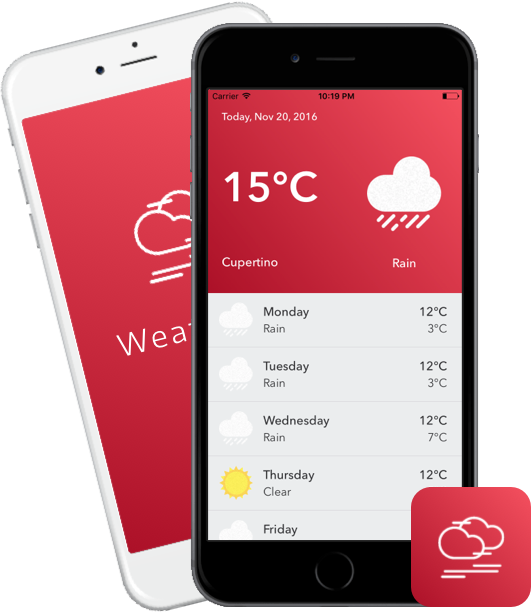 Wea
Carrier 10:19 PM
Today, Nov 20, 2016
15°C
Cupertino Rain
Monday 12°C
Rain 3°C
Tuesday 12°C
Rain 3°C
Wednesday 12°C
Rain 7°C
Thursday 12°C
Clear
Friday